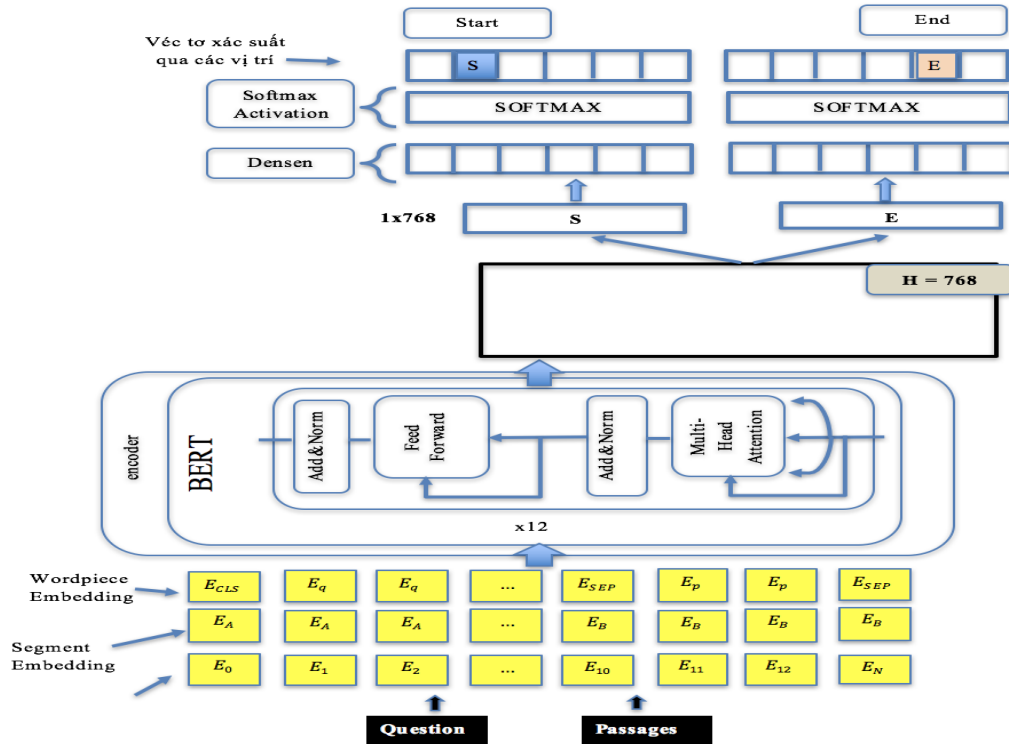 Start
End
Véc tơ xác suất
qua các vị trí
S
E
Softmax
Activation
SOFTMAX
SOFTMAX
Densen
1x768
S
E
H = 768
encoder
BERT
Add&Norm
Feed
Forward
Add&Norm
Multi-
Head
Attention
x12
Wordpiece
Embedding
E_CLS E_q E_q ... E_SEP E_p E_p E_SEP
E_A E_A E_A ... E_B E_B E_B E_B
Segment
Embedding
E_0 E_1 E_2 ... E_10 E_11 E_12 E_N
Question
Passages